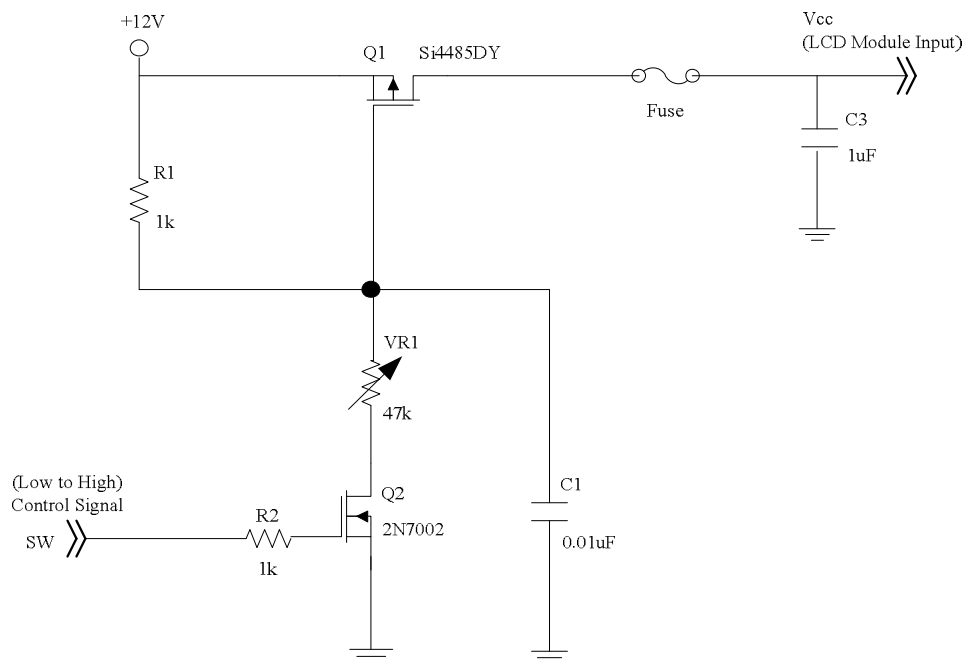 +12V
Q1
Si4485DY
Vcc
(LCD Module Input)
Fuse
C3
1uF
R1
1k
VR1
47k
(Low to High)
Control Signal
SW
R2
1k
Q2
2N7002
C1
0.01uF